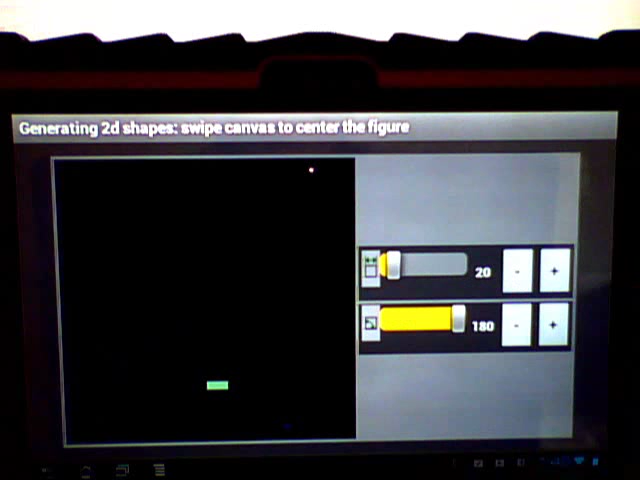 Generating 2d shapes: swipe canvas to center the figure
20 - +
180 - +